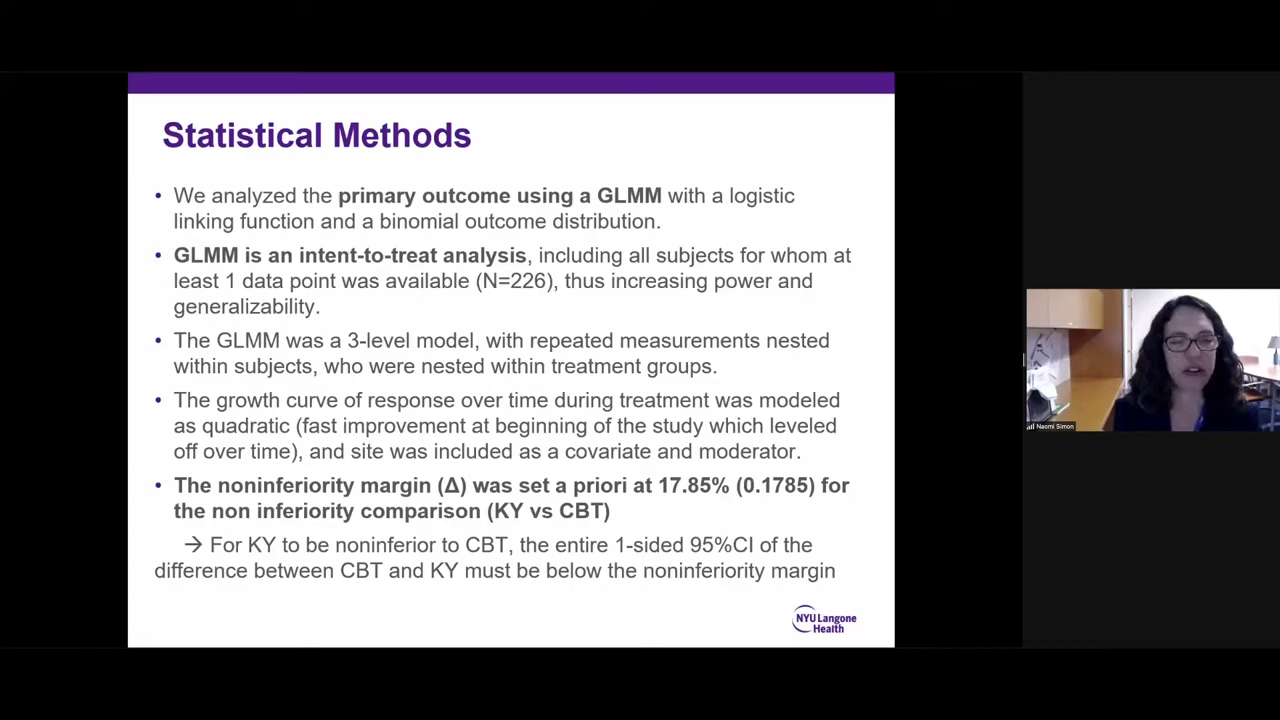 Statistical Methods
• We analyzed the primary outcome using a GLMM with a logistic
linking function and a binomial outcome distribution.
• GLMM is an intent-to-treat analysis, including all subjects for whom at
least 1 data point was available (N=226), thus increasing power and
generalizability.
• The GLMM was a 3-level model, with repeated measurements nested
within subjects, who were nested within treatment groups.
• The growth curve of response over time during treatment was modeled
as quadratic (fast improvement at beginning of the study which leveled
off over time), and site was included as a covariate and moderator.
• The noninferiority margin (Δ) was set a priori at 17.85% (0.1785) for
the non inferiority comparison (KY vs CBT)
→ For KY to be noninferior to CBT, the entire 1-sided 95%CI of the
difference between CBT and KY must be below the noninferiority margin
NYU Langone
Health
Naomi Simon